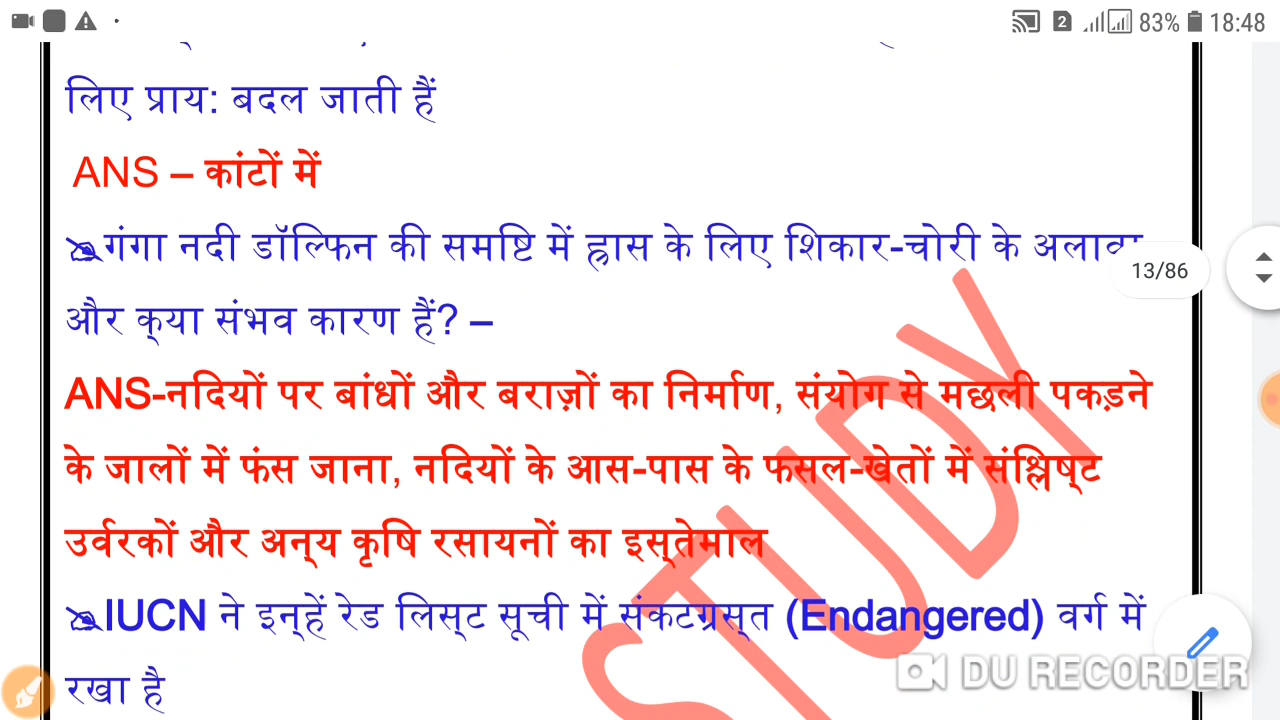 2 83% 18:48
लिए प्राय: बदल जाती हैं
ANS – कांटों में
गंगा नदी डॉल्फिन की समष्टि में ह्रास के लिए शिकार-चोरी के अलावा
13/86
और क्‌या संभव कारण हैं? –
ANS-नदियों पर बांधों और बराज़ों का निर्माण, संयोग से मछली पकड़ने
के जालों में फंस जाना, नदियों के आस-पास के फसल-खेतों में संश्लिष्‌ट
उर्वरकों और अन्‌य कृषि रसायनों का इस्‌तेमाल
IUCN ने इन्‌हें रेड लिस्‌ट सूची में संकटग्रस्‌त (Endangered) वर्ग में
रखा है
STUDY
DU RECORDER